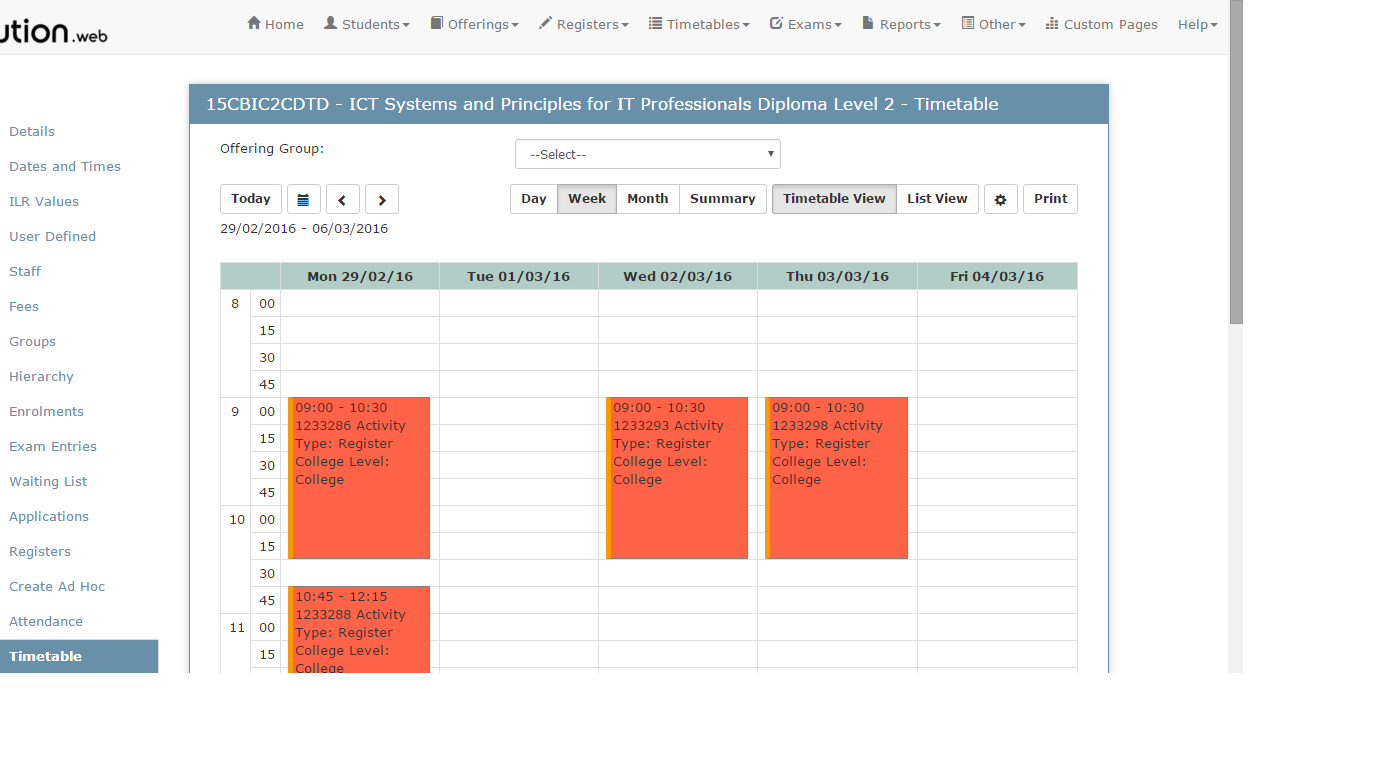 ution.web
Home Students Offerings Registers Timetables Exams Reports Other Custom Pages Help
15CBIC2CDTD - ICT Systems and Principles for IT Professionals Diploma Level 2 - Timetable
Details
Dates and Times
ILR Values
User Defined
Staff
Fees
Groups
Hierarchy
Enrolments
Exam Entries
Waiting List
Applications
Registers
Create Ad Hoc
Attendance
Timetable
Offering Group:
--Select--
Today
Day Week Month Summary Timetable View List View Print
29/02/2016 - 06/03/2016
Mon 29/02/16 Tue 01/03/16 Wed 02/03/16 Thu 03/03/16 Fri 04/03/16
8 00
15
30
45
9 00
15
30
45
10 00
15
30
45
11 00
15
09:00 - 10:30
1233286 Activity
Type: Register
College Level:
College
10:45 - 12:15
1233288 Activity
Type: Register
College Level:
College
09:00 - 10:30
1233293 Activity
Type: Register
College Level:
College
09:00 - 10:30
1233298 Activity
Type: Register
College Level:
College